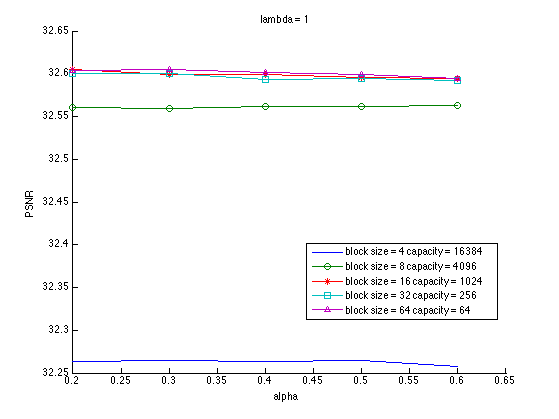 lambda = 1
32.65
32.6
32.55
32.5
32.45
32.4
32.35
32.3
32.25
PSNR
block size = 4 capacity = 16384
block size = 8 capacity = 4096
block size = 16 capacity = 1024
block size = 32 capacity = 256
block size = 64 capacity = 64
0.2 0.25 0.3 0.35 0.4 0.45 0.5 0.55 0.6 0.65
alpha